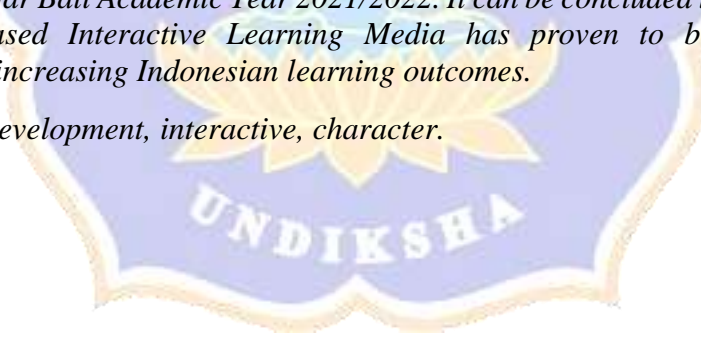 ar Bali Academic Year 2021/2022. It can be concluded
used Interactive Learning Media has proven to b
increasing Indonesian learning outcomes.
evelopment, interactive, character.
UNDIKSHA